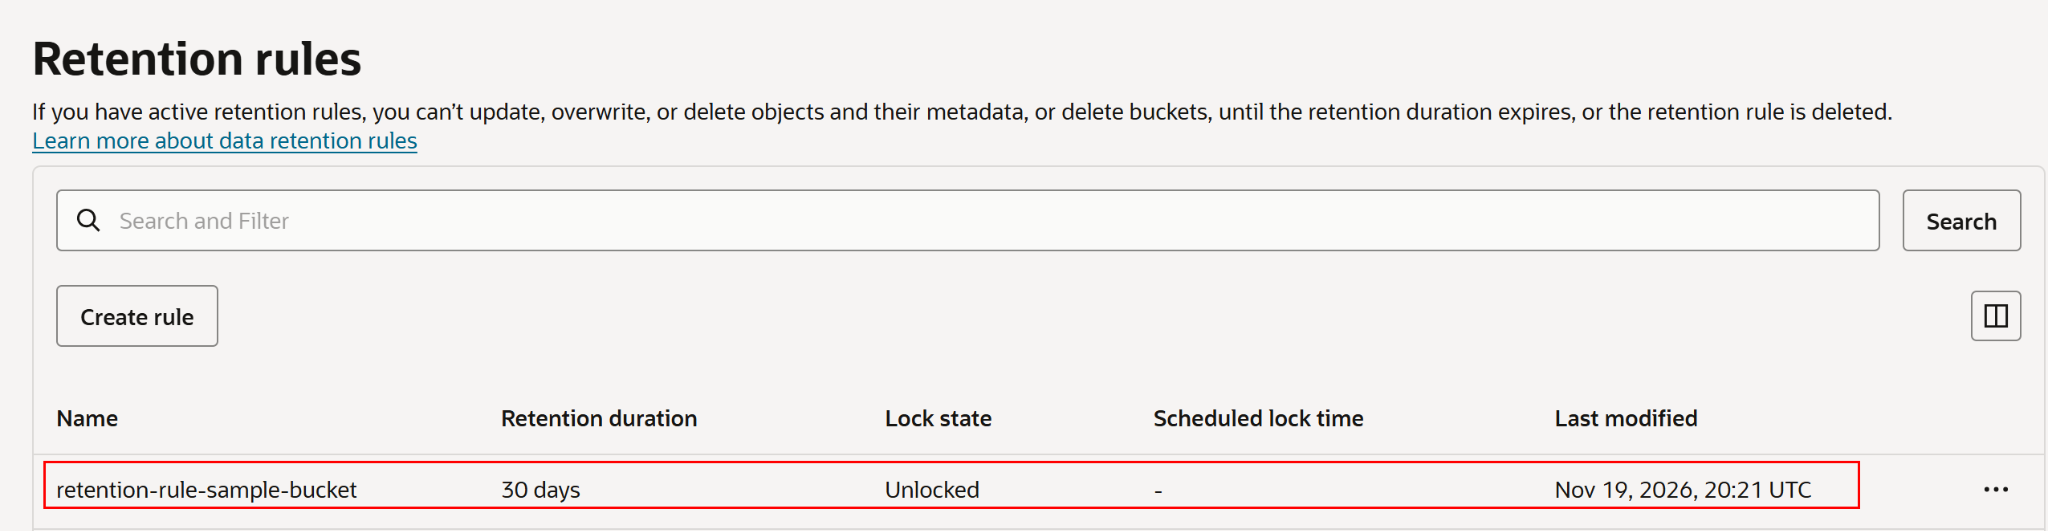 Retention rules
If you have active retention rules, you can’t update, overwrite, or delete objects and their metadata, or delete buckets, until the retention duration expires, or the retention rule is deleted.
Learn more about data retention rules
Search and Filter
Search
Create rule
Name Retention duration Lock state Scheduled lock time Last modified
retention-rule-sample-bucket 30 days Unlocked - Nov 19, 2026, 20:21 UTC